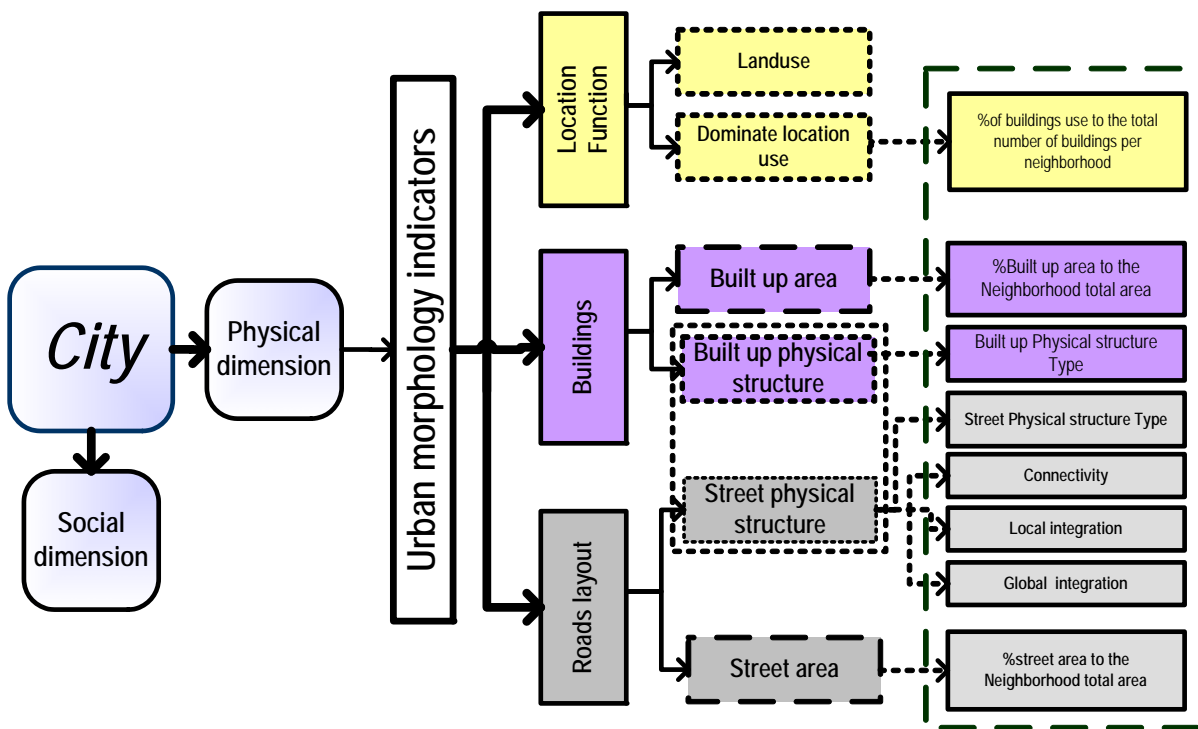 City
Physical
dimension
Social
dimension
Urban morphology indicators
Location
Function
Landuse
Dominate location
use
%of buildings use to the total
number of buildings per
neighborhood
Buildings
Built up area
%Built up area to the
Neighborhood total area
Built up physical
structure
Built up Physical structure
Type
Roads layout
Street physical
structure
Street Physical structure Type
Connectivity
Local integration
Global integration
Street area
%street area to the
Neighborhood total area